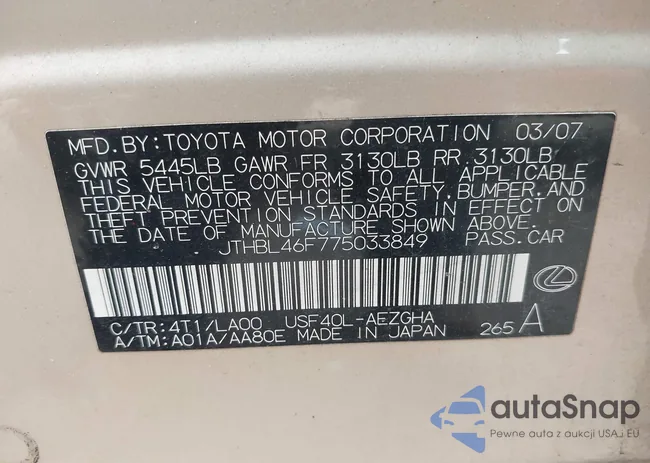 MFD. BY: TOYOTA MOTOR CORPORATION 03/07
GVWR 5445LB GAWR FR 3130LB RR 3130LB
THIS VEHICLE CONFORMS TO ALL APPLICABLE
FEDERAL MOTOR VEHICLE SAFETY, BUMPER, AND
THEFT PREVENTION STANDARDS IN EFFECT ON
THE DATE OF MANUFACTURE SHOWN ABOVE.
JTHBL46F775033849 PASS. CAR
C/TR: 4T1/LA00 USF40L-AEZGHA
A/TM: A01A/AA80E MADE IN JAPAN 265 A
autaSnap
Pewne auta z aukcji USA i EU